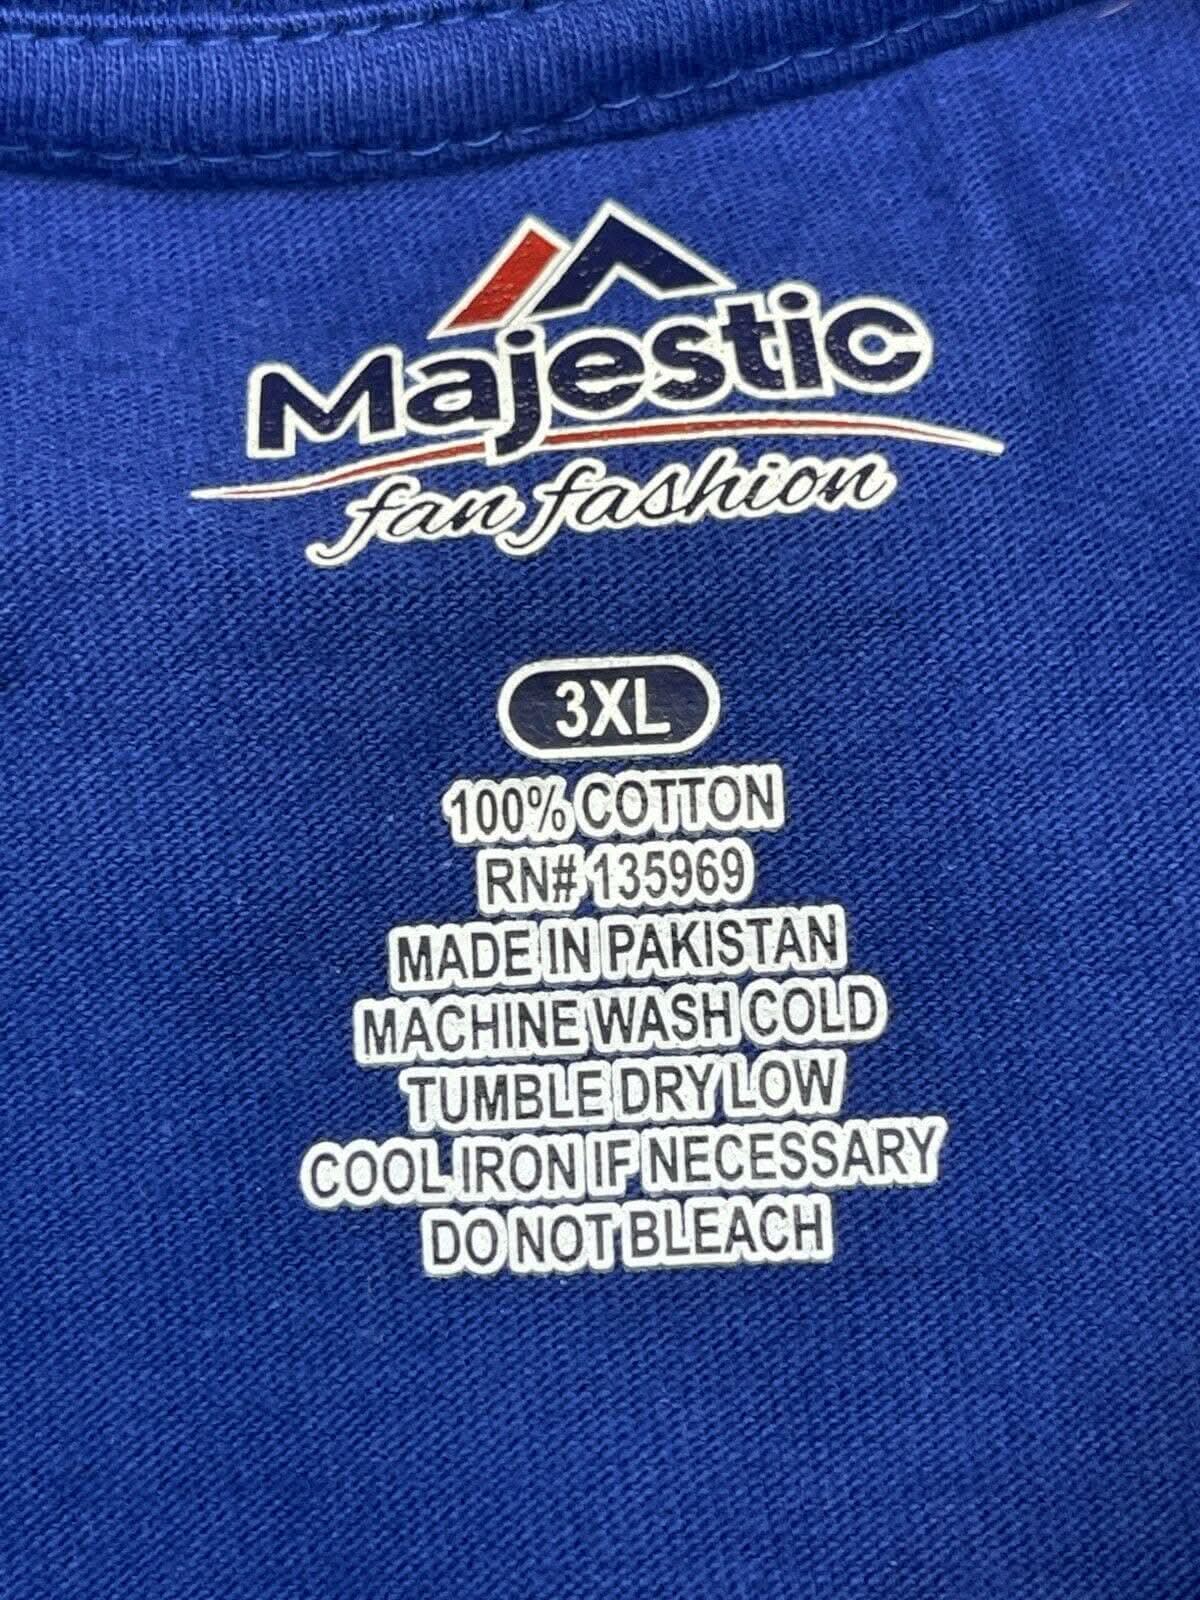 Majestic
fan fashion
3XL
100% COTTON
RN# 135969
MADE IN PAKISTAN
MACHINE WASH COLD
TUMBLE DRY LOW
COOL IRON IF NECESSARY
DO NOT BLEACH